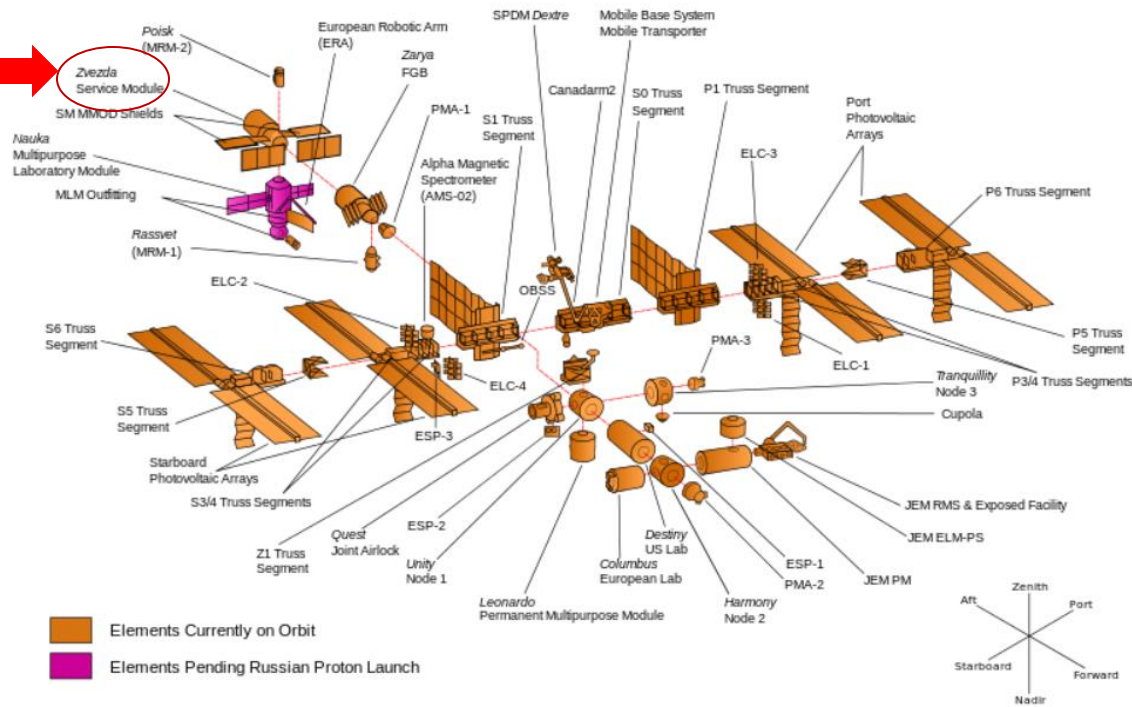 Poisk
(MRM-2)
European Robotic Arm
(ERA)
SPDM Dextre
Mobile Base System
Mobile Transporter
Zvezda
Service Module
Zarya
FGB
Canadarm2
S0 Truss
Segment
P1 Truss Segment
Port
Photovoltaic
Arrays
SM MMOD Shields
PMA-1
S1 Truss
Segment
Nauka
Multipurpose
Laboratory Module
Alpha Magnetic
Spectrometer
(AMS-02)
ELC-3
P6 Truss Segment
MLM Outfitting
Rassvet
(MRM-1)
ELC-2
OBSS
S6 Truss
Segment
PMA-3
P5 Truss
Segment
ELC-1
ELC-4
Tranquillity
Node 3
P3/4 Truss Segments
S5 Truss
Segment
ESP-3
Cupola
Starboard
Photovoltaic Arrays
S3/4 Truss Segments
JEM RMS & Exposed Facility
Z1 Truss
Segment
Quest
Joint Airlock
ESP-2
Unity
Node 1
Destiny
US Lab
JEM ELM-PS
Columbus
European Lab
ESP-1
PMA-2
JEM PM
Leonardo
Permanent Multipurpose Module
Harmony
Node 2
Elements Currently on Orbit
Elements Pending Russian Proton Launch
Zenith
Aft
Port
Starboard
Forward
Nadir